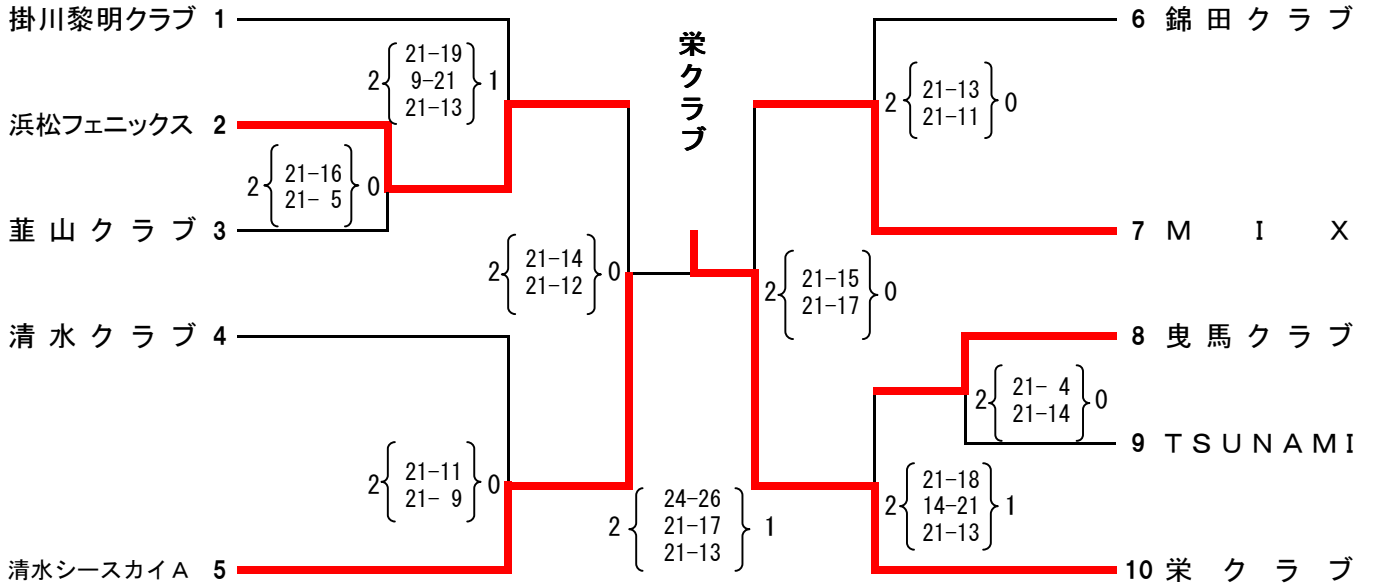 掛川黎明クラブ 1
浜松フェニックス 2
韮山クラブ 3
清水クラブ 4
清水シースカイA 5
2 21-19 1
9-21
21-13
2 21-16 0
21- 5
2 21-14 0
21-12
2 21-11 0
21- 9
栄クラブ
2 24-26 1
21-17
21-13
2 21-13 0
21-11
2 21-15 0
21-17
2 21- 4 0
21-14
2 21-18 1
14-21
21-13
6 錦田クラブ
7 MIX
8 曳馬クラブ
9 TSUNAMI
10 栄クラブ